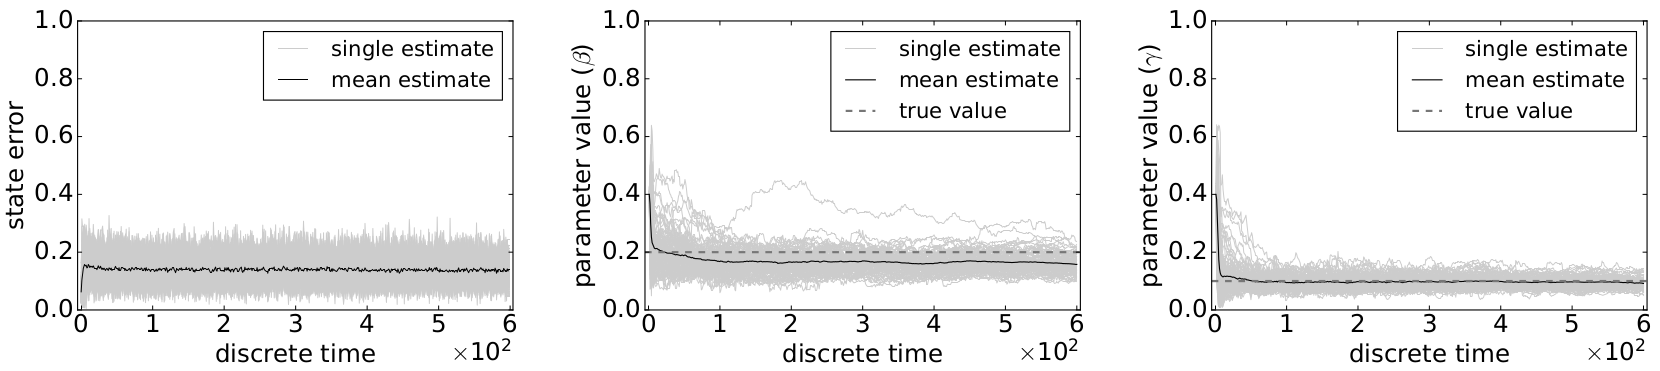 state error
1.0
0.8
0.6
0.4
0.2
0.0
single estimate
mean estimate
0 1 2 3 4 5 6
discrete time ×10²
parameter value (β)
1.0
0.8
0.6
0.4
0.2
0.0
single estimate
mean estimate
true value
0 1 2 3 4 5 6
discrete time ×10²
parameter value (γ)
1.0
0.8
0.6
0.4
0.2
0.0
single estimate
mean estimate
true value
0 1 2 3 4 5 6
discrete time ×10²